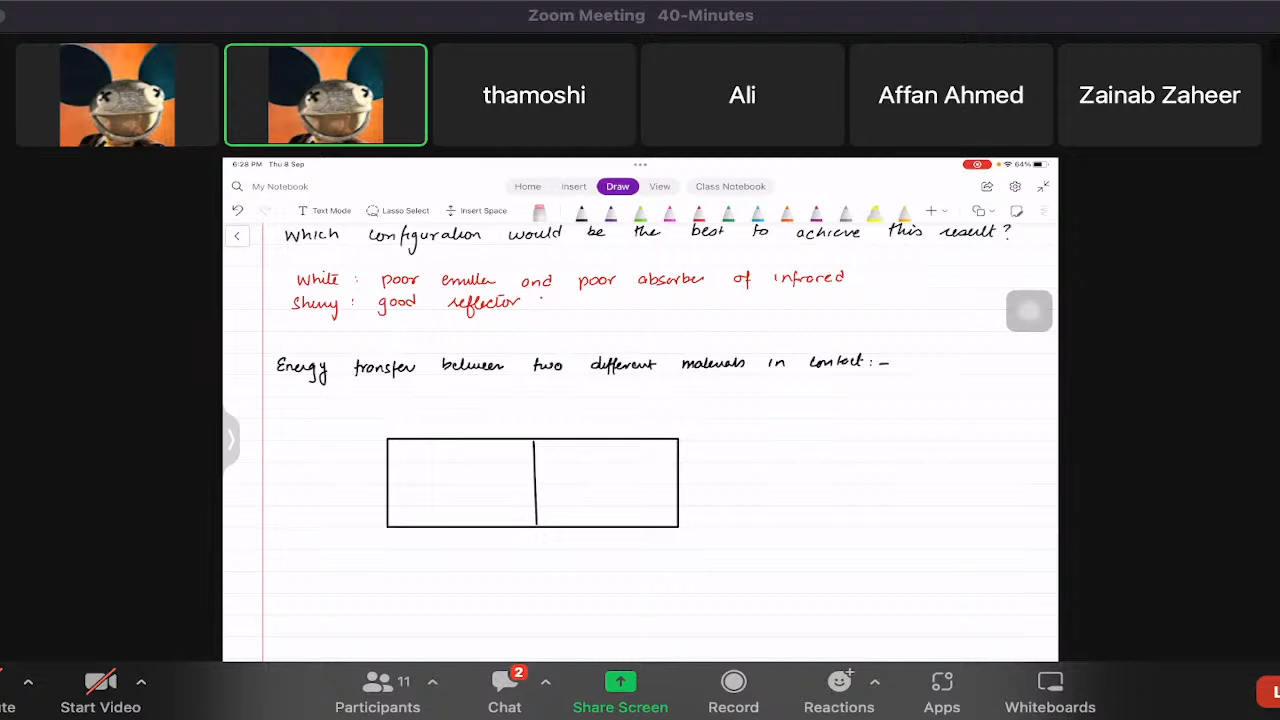 Zoom Meeting 40-Minutes
thamoshi
Ali
Affan Ahmed
Zainab Zaheer
6:28 PM Thu 8 Sep
64%
My Notebook
Home
Insert
Draw
View
Class Notebook
Text Mode
Lasso Select
Insert Space
Which configuration would be the best to achieve this result?
White: poor emitter and poor absorber of infrared
Shiny: good reflector
Energy transfer between two different materials in contact:-
Start Video
11
Participants
2
Chat
Share Screen
Record
Reactions
Apps
Whiteboards